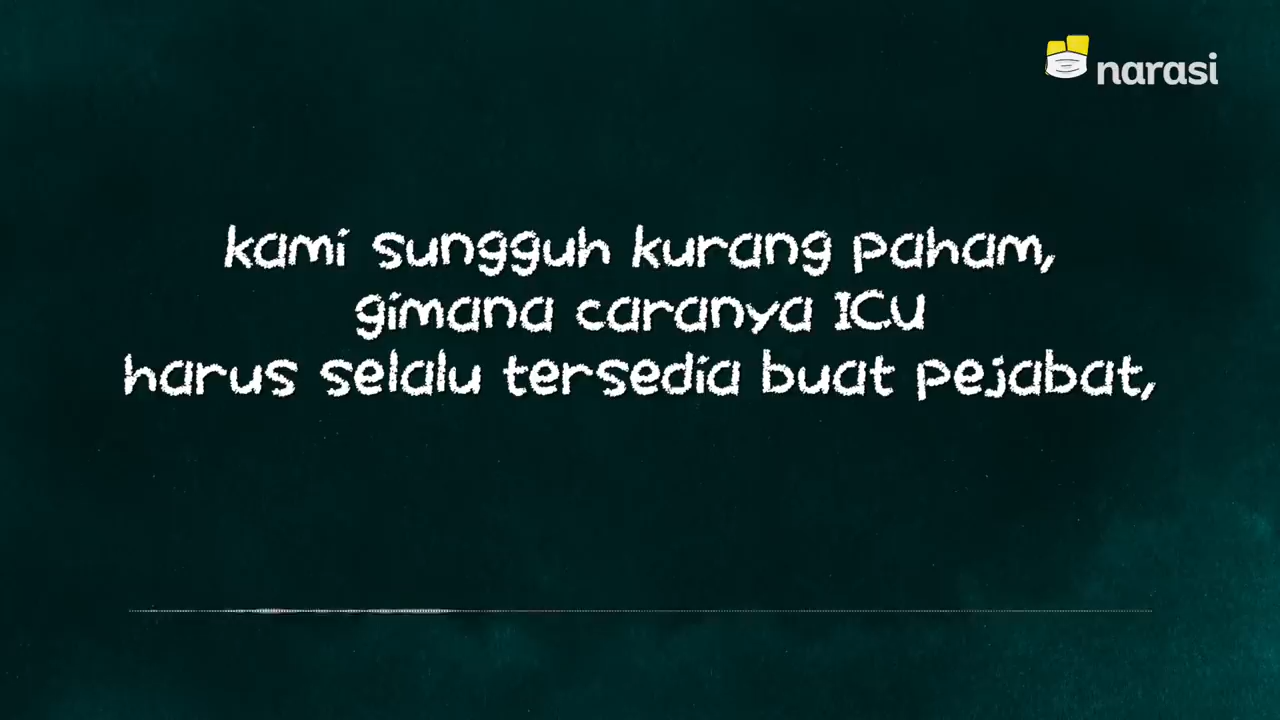 narasi
kami sungguh kurang paham,
gimana caranya ICU
harus selalu tersedia buat pejabat,